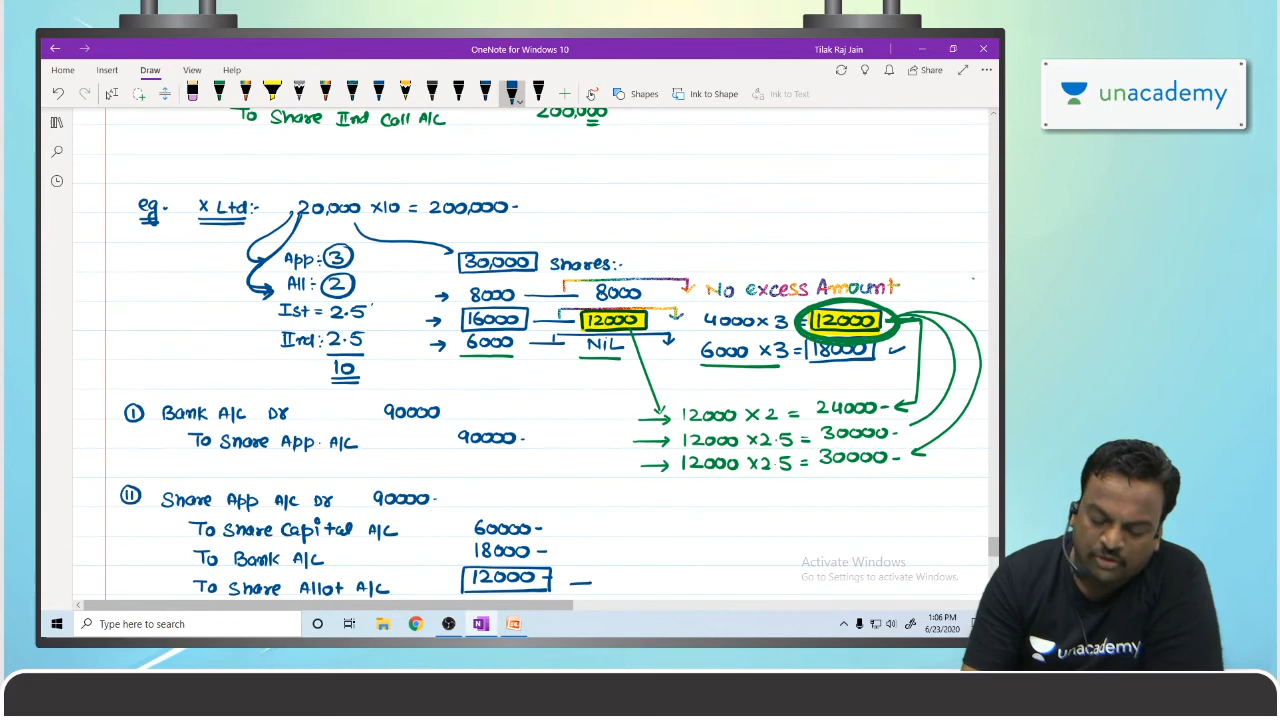 OneNote for Windows 10
Tilak Raj Jain
Home Insert Draw View Help
Share
Shapes Ink to Shape Ink to Text
unacademy
To Share IInd Call A/C 200,000
eg. X Ltd:- 20,000 x10 = 200,000-
App:- 3
All:- 2
Ist = 2.5
IInd: 2.5
10
30,000 shares:-
8000 — 8000 No excess Amount
16000 — 12000 4000 x 3 = 12000
6000 — NiL 6000 x 3 = 18000
12000 x 2 = 24000-
12000 x 2.5 = 30000-
12000 x 2.5 = 30000-
I Bank A/C Dr 90000
To Share App. A/C 90000-
II Share App A/C Dr 90000-
To Share Capital A/C 60000-
To Bank A/C 18000-
To Share Allot A/C 12000-
Activate Windows
Go to Settings to activate Windows.
Type here to search
1:06 PM
6/23/2020
unacademy